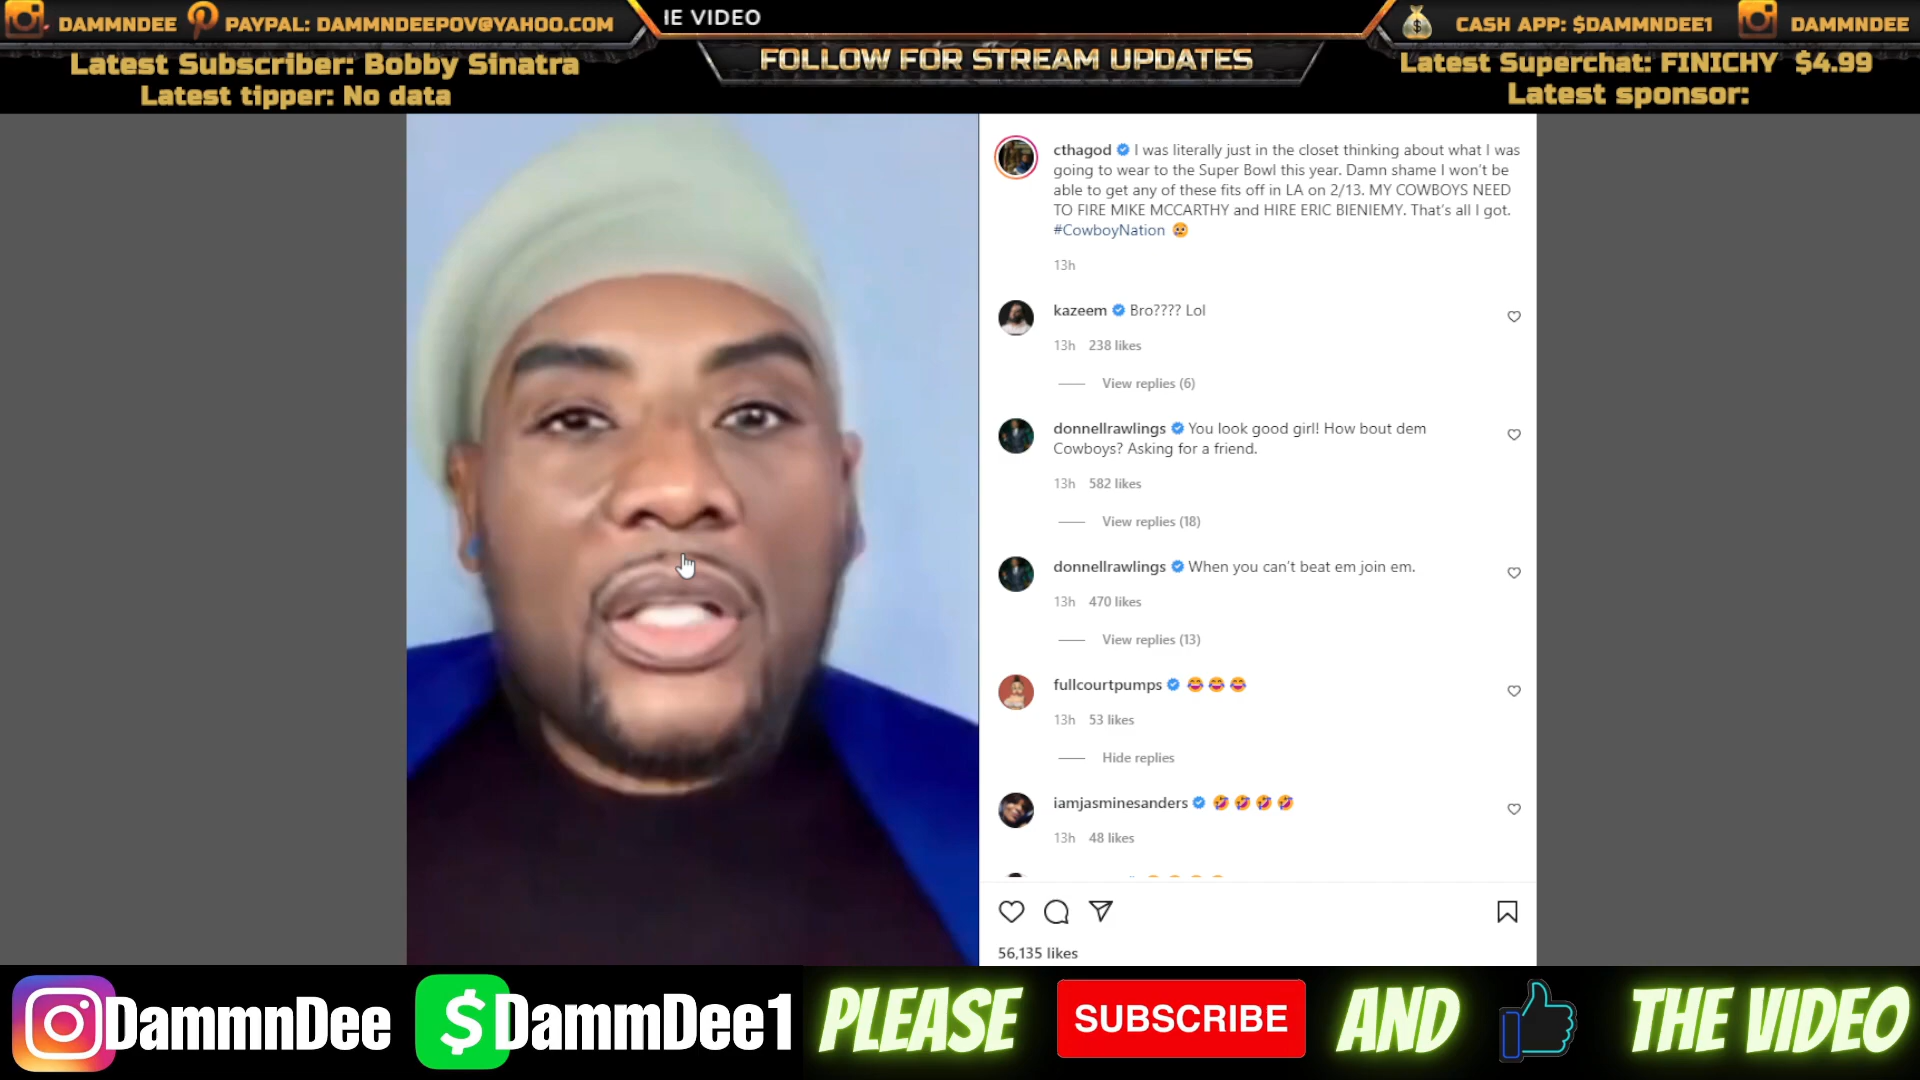 DAMMNDEE
PAYPAL: DAMMNDEEPOV@YAHOO.COM
IE VIDEO
CASH APP: $DAMMNDEE1
DAMMNDEE
FOLLOW FOR STREAM UPDATES
Latest Subscriber: Bobby Sinatra
Latest tipper: No data
Latest Superchat: FINICHY $4.99
Latest sponsor:
cthagod I was literally just in the closet thinking about what I was
going to wear to the Super Bowl this year. Damn shame I won't be
able to get any of these fits off in LA on 2/13. MY COWBOYS NEED
TO FIRE MIKE MCCARTHY and HIRE ERIC BIENIEMY. That's all I got.
#CowboyNation 😢
13h
kazeem Bro???? Lol
13h 238 likes
View replies (6)
donnellrawlings You look good girl! How bout dem
Cowboys? Asking for a friend.
13h 582 likes
View replies (18)
donnellrawlings When you can't beat em join em.
13h 470 likes
View replies (13)
fullcourtpumps 😂😂😂
13h 53 likes
Hide replies
iamjasminesanders 🤣🤣🤣🤣
13h 48 likes
56,135 likes
DammnDee
$DammDee1
PLEASE
SUBSCRIBE
AND
THE VIDEO